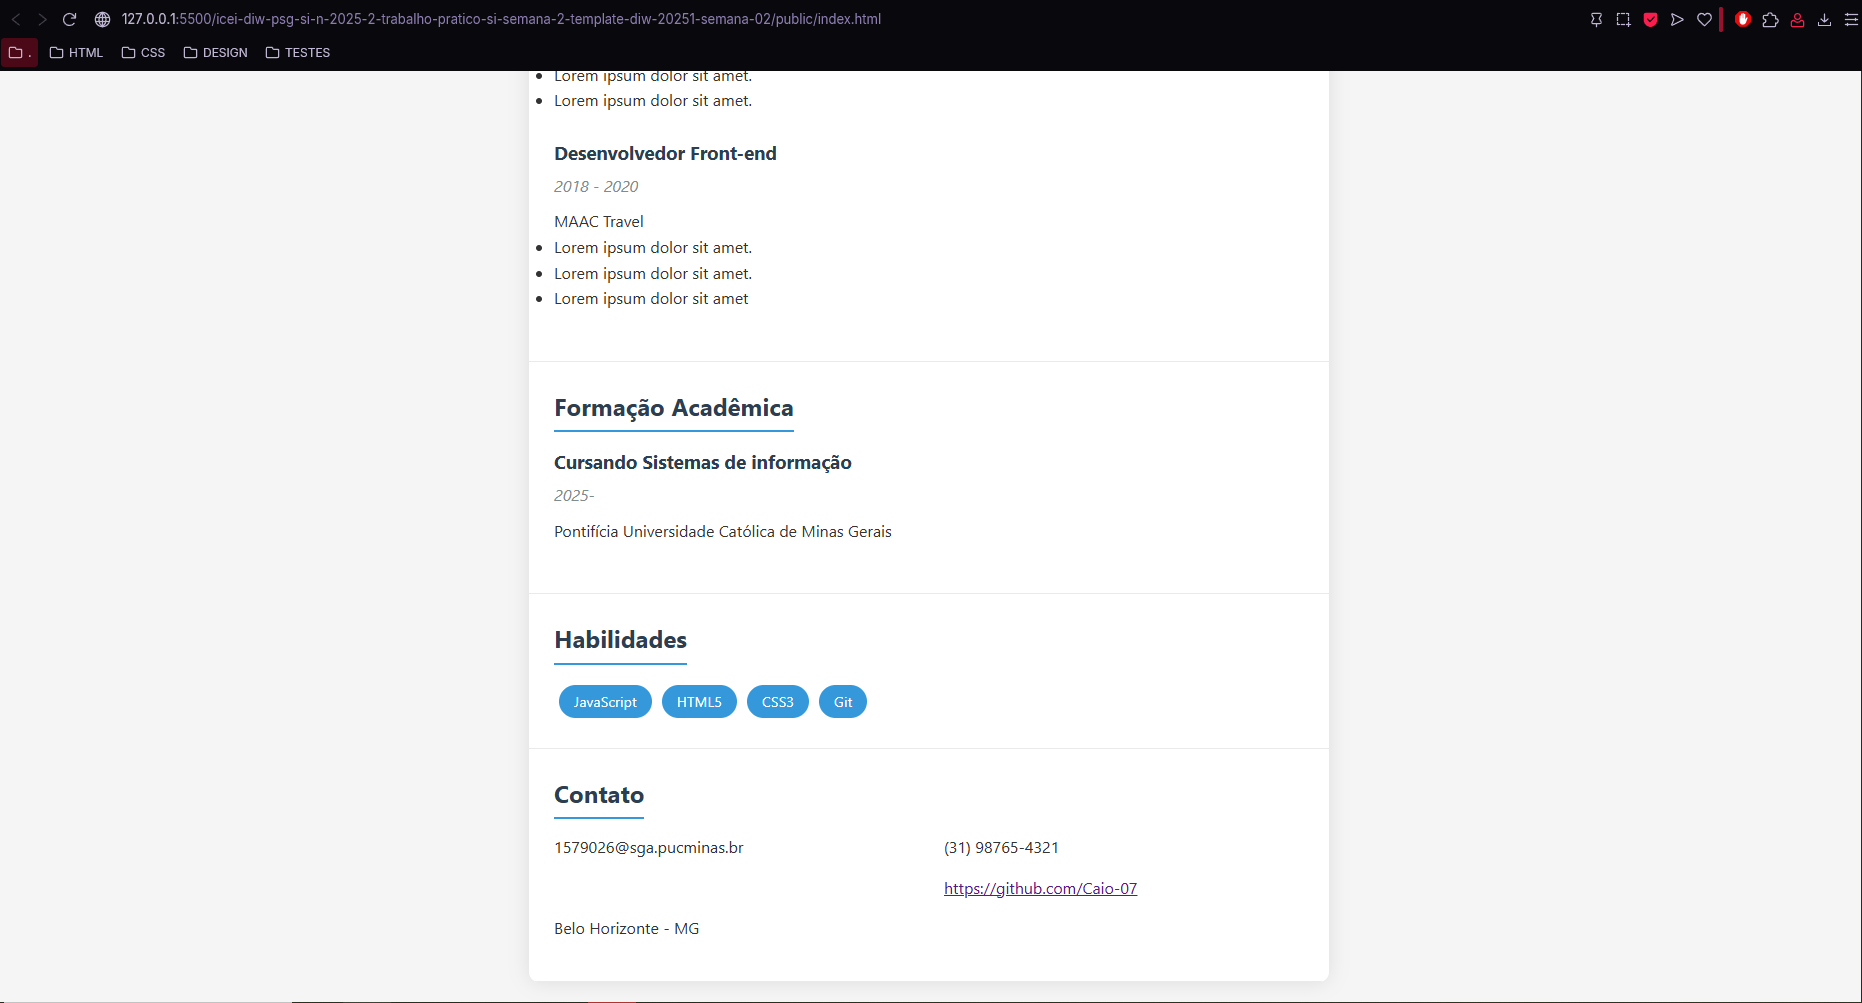 127.0.0.1:5500/icei-diw-psg-si-n-2025-2-trabalho-pratico-si-semana-2-template-diw-20251-semana-02/public/index.html
. HTML CSS DESIGN TESTES
Lorem ipsum dolor sit amet.
Lorem ipsum dolor sit amet.
Desenvolvedor Front-end
2018 - 2020
MAAC Travel
Lorem ipsum dolor sit amet.
Lorem ipsum dolor sit amet.
Lorem ipsum dolor sit amet
Formação Acadêmica
Cursando Sistemas de informação
2025-
Pontifícia Universidade Católica de Minas Gerais
Habilidades
JavaScript HTML5 CSS3 Git
Contato
1579026@sga.pucminas.br (31) 98765-4321
https://github.com/Caio-07
Belo Horizonte - MG